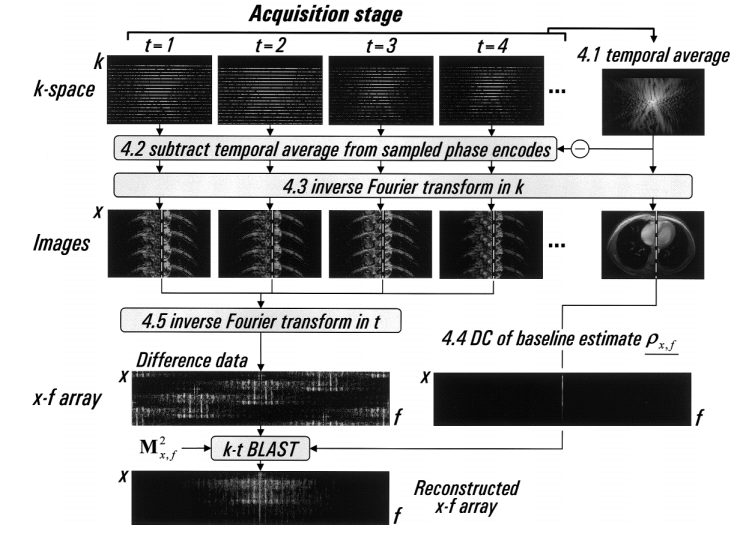 Acquisition stage
t=1
t=2
t=3
t=4
4.1 temporal average
k
k-space
...
4.2 subtract temporal average from sampled phase encodes
−
4.3 inverse Fourier transform in k
x
Images
...
4.5 inverse Fourier transform in t
4.4 DC of baseline estimate ρx,f
Difference data
x
x-f array
f
x
f
M²x,f
k-t BLAST
x
f
Reconstructed
x-f array